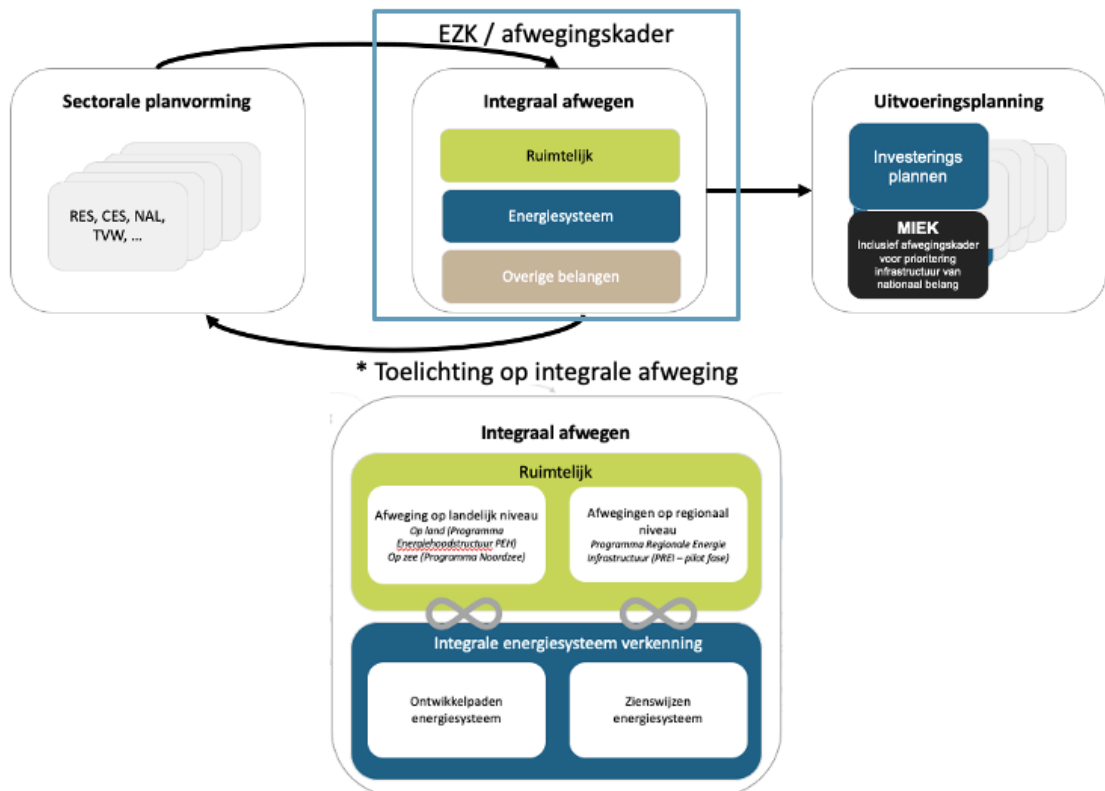 EZK / afwegingskader
Sectorale planvorming
RES, CES, NAL,
TVW, ...
Integraal afwegen
Ruimtelijk
Energiesysteem
Overige belangen
Uitvoeringsplanning
Investerings
plannen
MIEK
Inclusief afwegingskader
voor prioritering
infrastructuur van
nationaal belang
* Toelichting op integrale afweging
Integraal afwegen
Ruimtelijk
Afweging op landelijk niveau
Op land (Programma
Energiehoofdstructuur PEH)
Op zee (Programma Noordzee)
Afwegingen op regionaal
niveau
Programma Regionale Energie
Infrastructuur (PREI – pilot fase)
Integrale energiesysteem verkenning
Ontwikkelpaden
energiesysteem
Zienswijzen
energiesysteem